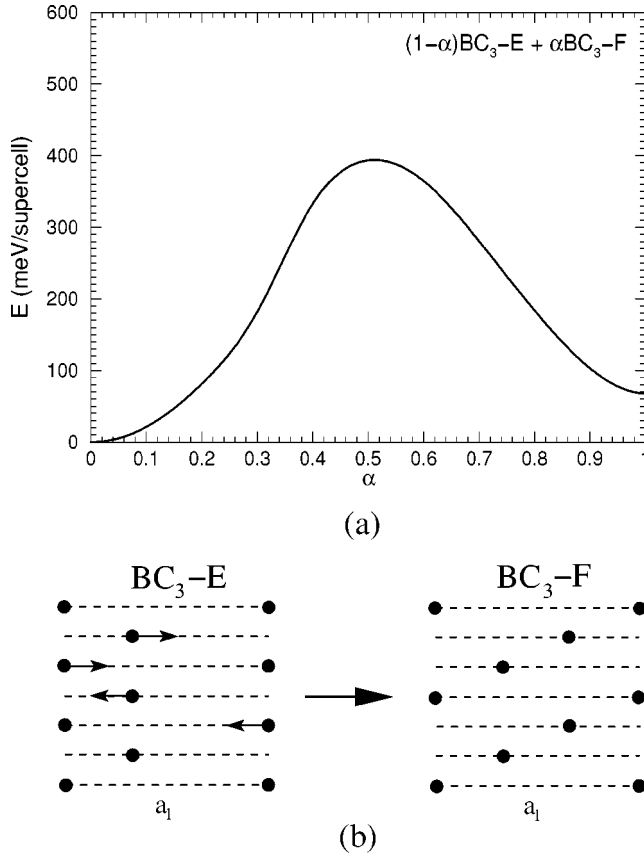 600
(1−α)BC₃−E + αBC₃−F
500
400
300
200
100
0
E (meV/supercell)
0 0.1 0.2 0.3 0.4 0.5 0.6 0.7 0.8 0.9 1
α
(a)
BC₃−E BC₃−F
a₁ a₁
(b)